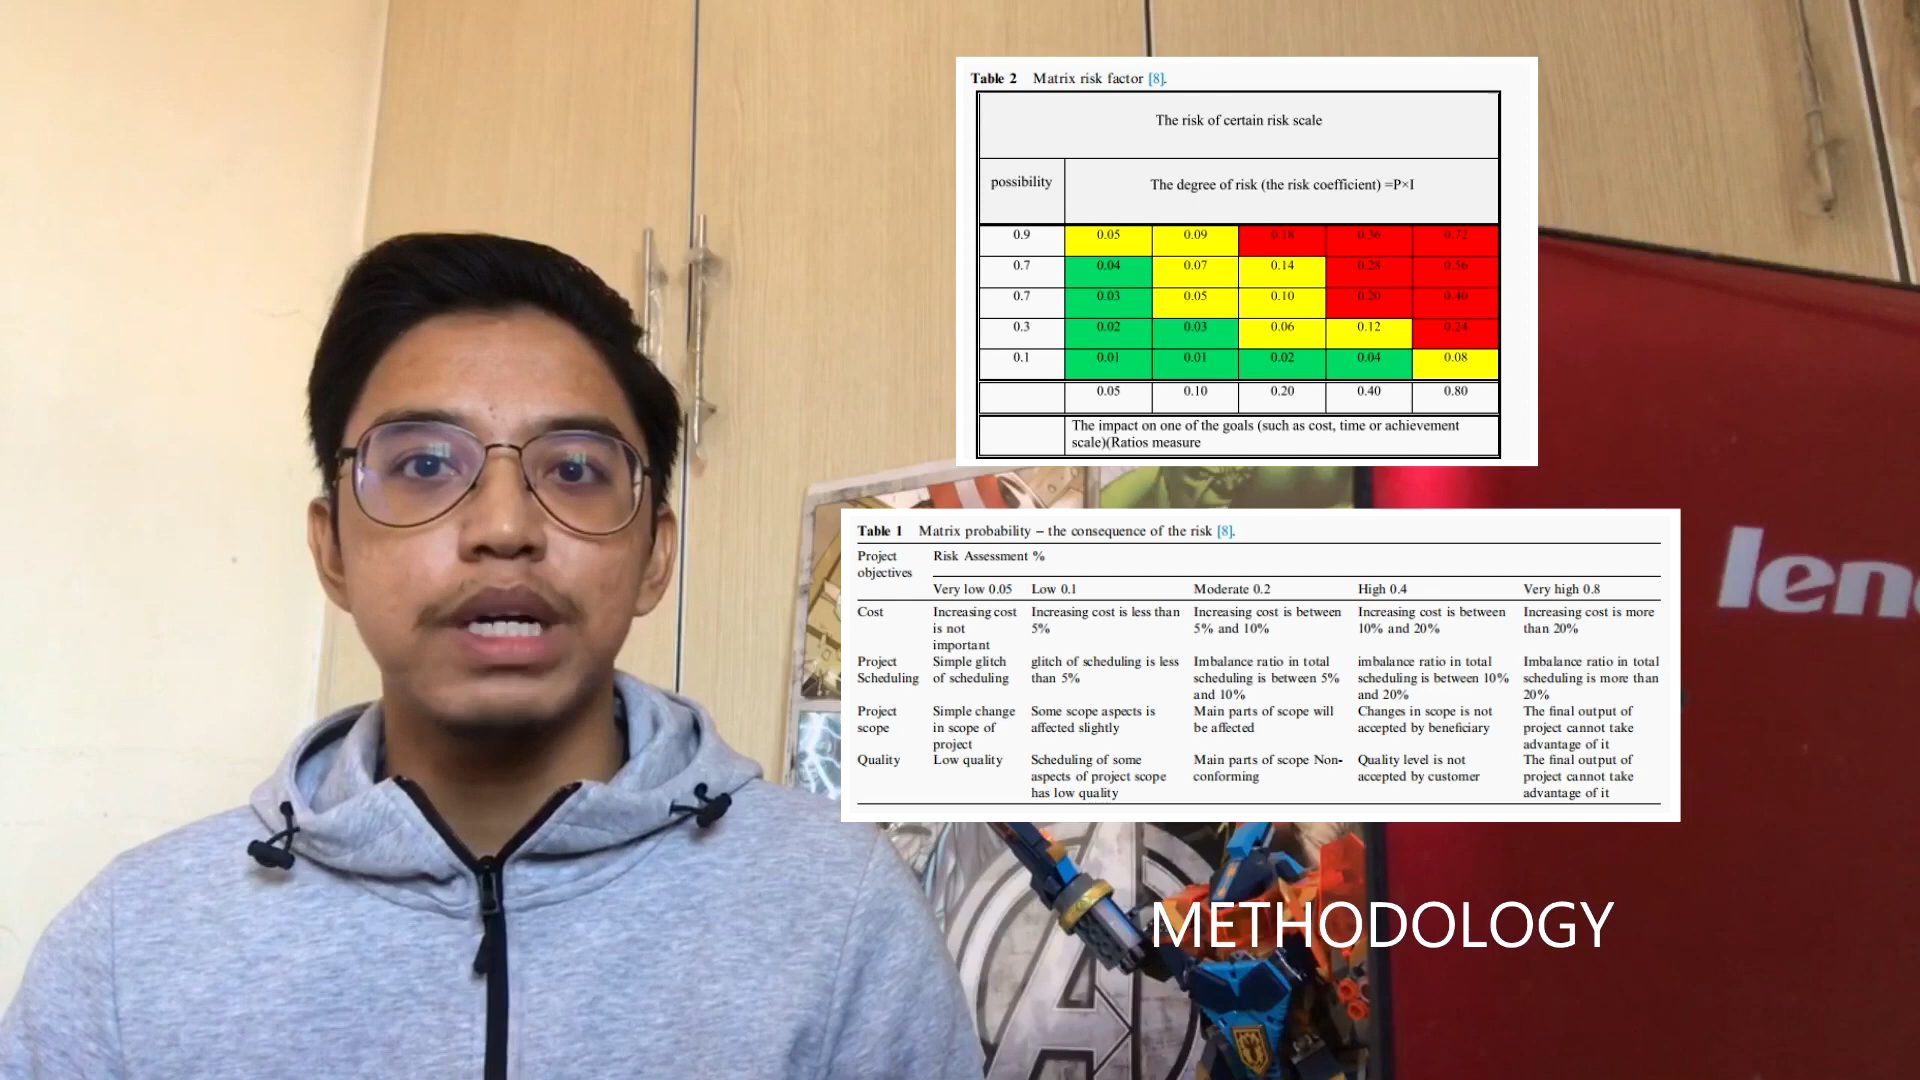 Table 2 Matrix risk factor [8].
The risk of certain risk scale
possibility The degree of risk (the risk coefficient) =P×I
0.9 0.05 0.09 0.18 0.36 0.72
0.7 0.04 0.07 0.14 0.28 0.56
0.7 0.03 0.05 0.10 0.20 0.40
0.3 0.02 0.03 0.06 0.12 0.24
0.1 0.01 0.01 0.02 0.04 0.08
0.05 0.10 0.20 0.40 0.80
The impact on one of the goals (such as cost, time or achievement
scale)(Ratios measure
Table 1 Matrix probability – the consequence of the risk [8].
Project Risk Assessment %
objectives
Very low 0.05 Low 0.1 Moderate 0.2 High 0.4 Very high 0.8
Cost Increasing cost Increasing cost is less than Increasing cost is between Increasing cost is between Increasing cost is more
is not 5% 5% and 10% 10% and 20% than 20%
important
Project Simple glitch glitch of scheduling is less Imbalance ratio in total imbalance ratio in total Imbalance ratio in total
Scheduling of scheduling than 5% scheduling is between 5% scheduling is between 10% scheduling is more than
and 10% and 20% 20%
Project Simple change Some scope aspects is Main parts of scope will Changes in scope is not The final output of
scope in scope of affected slightly be affected accepted by beneficiary project cannot take
project advantage of it
Quality Low quality Scheduling of some Main parts of scope Non- Quality level is not The final output of
aspects of project scope conforming accepted by customer project cannot take
has low quality advantage of it
len
METHODOLOGY